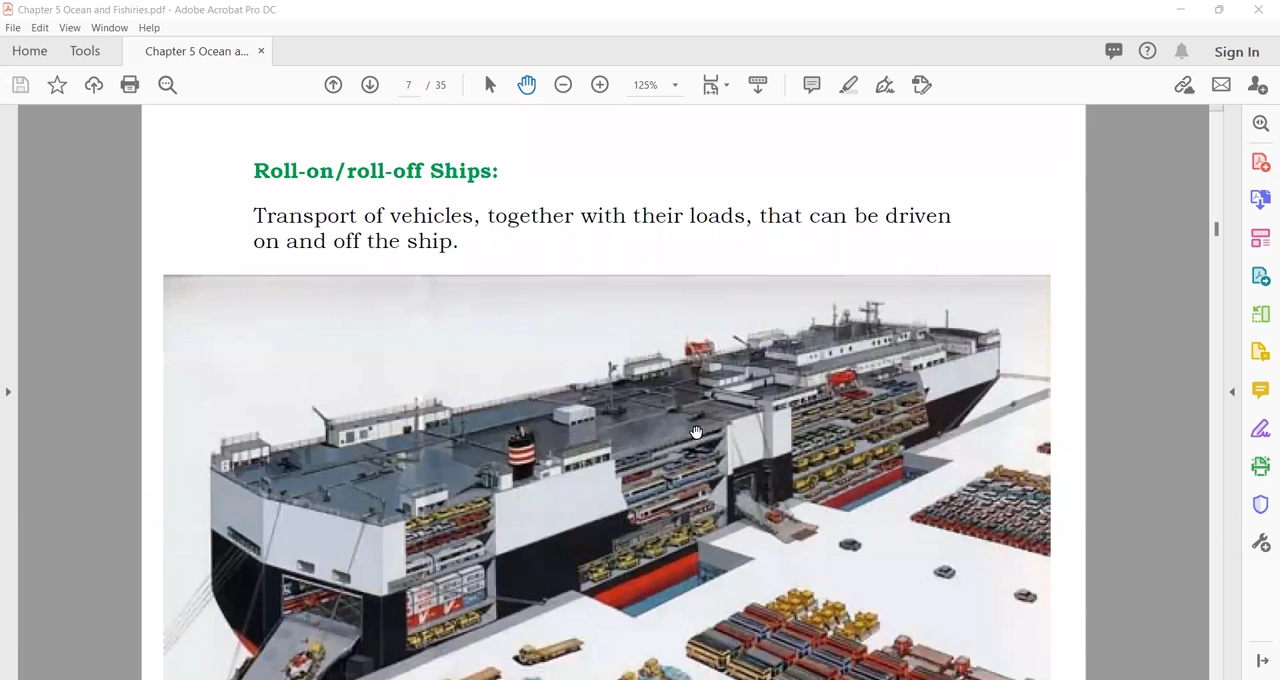 Chapter 5 Ocean and Fishiries.pdf - Adobe Acrobat Pro DC
File Edit View Window Help
Home Tools Chapter 5 Ocean a... × Sign In
7 / 35 125%
Roll-on/roll-off Ships:
Transport of vehicles, together with their loads, that can be driven
on and off the ship.